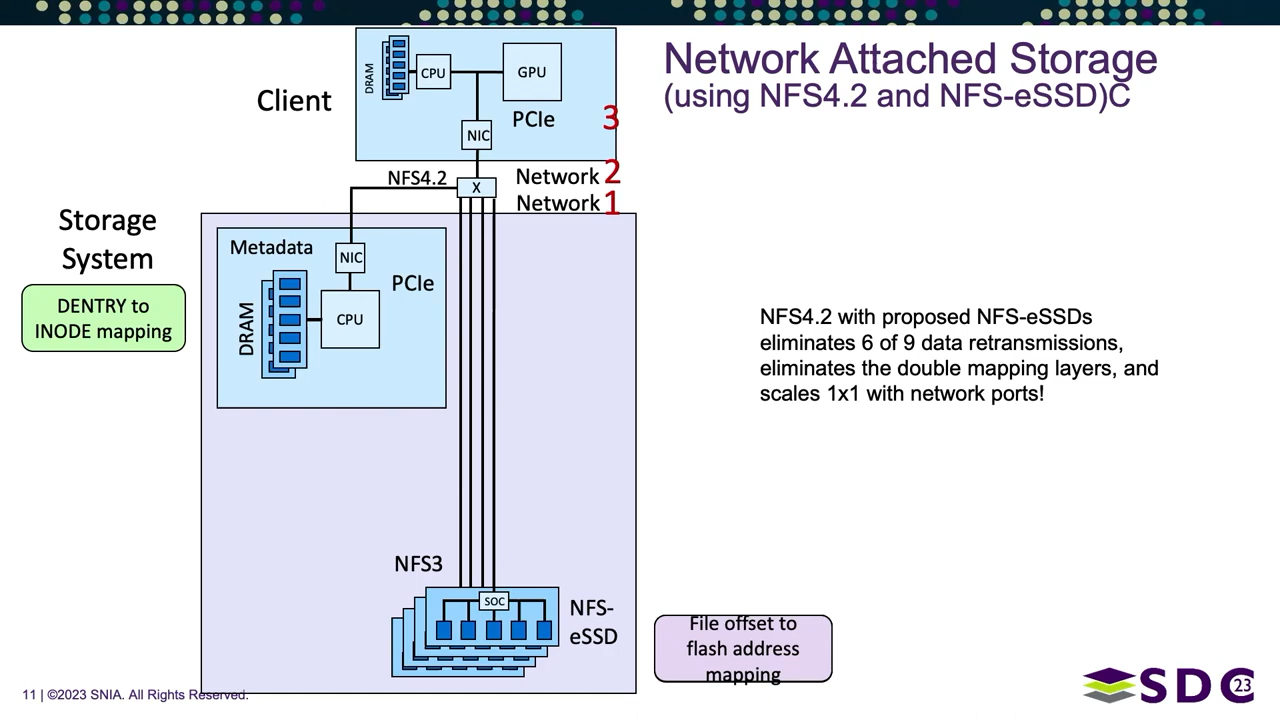 Network Attached Storage
(using NFS4.2 and NFS-eSSD)C
Client
DRAM
CPU
GPU
PCIe
3
NIC
NFS4.2
X
Network 2
Network 1
Storage
System
DENTRY to
INODE mapping
Metadata
NIC
PCIe
DRAM
CPU
NFS4.2 with proposed NFS-eSSDs
eliminates 6 of 9 data retransmissions,
eliminates the double mapping layers, and
scales 1x1 with network ports!
NFS3
SOC
NFS-
eSSD
File offset to
flash address
mapping
11 | ©2023 SNIA. All Rights Reserved.
SDC
23